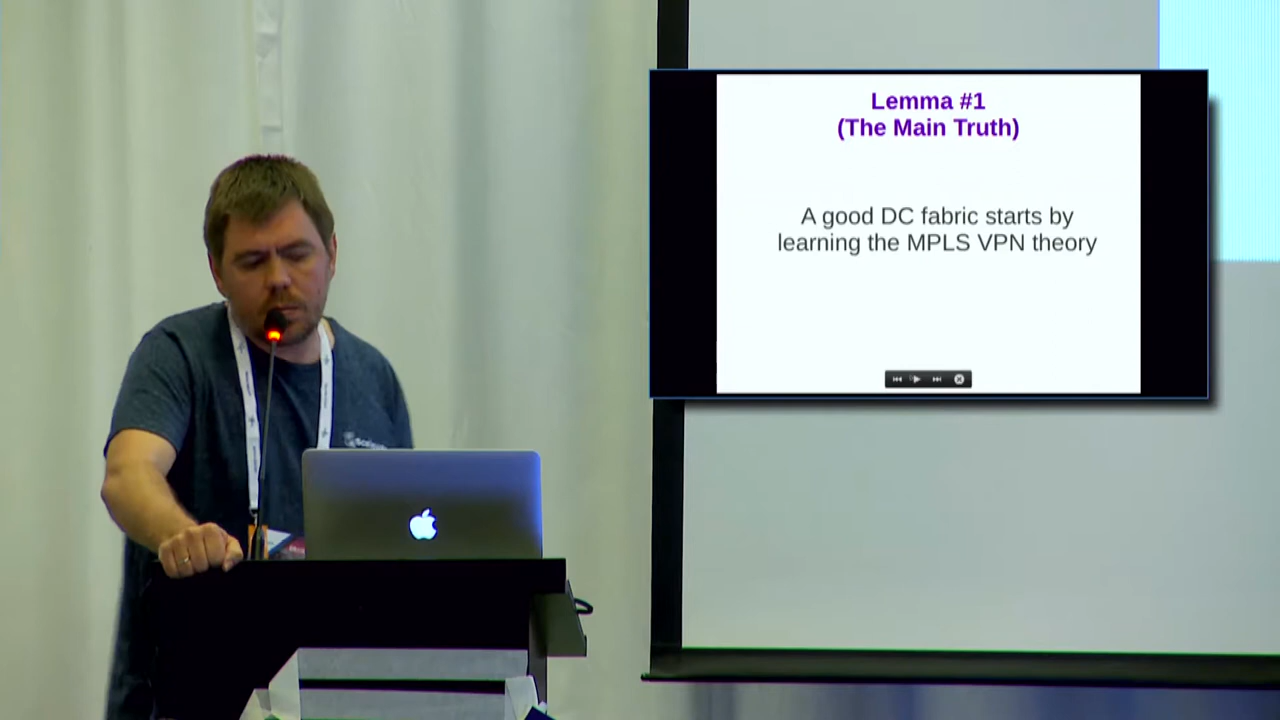 Lemma #1
(The Main Truth)
A good DC fabric starts by
learning the MPLS VPN theory